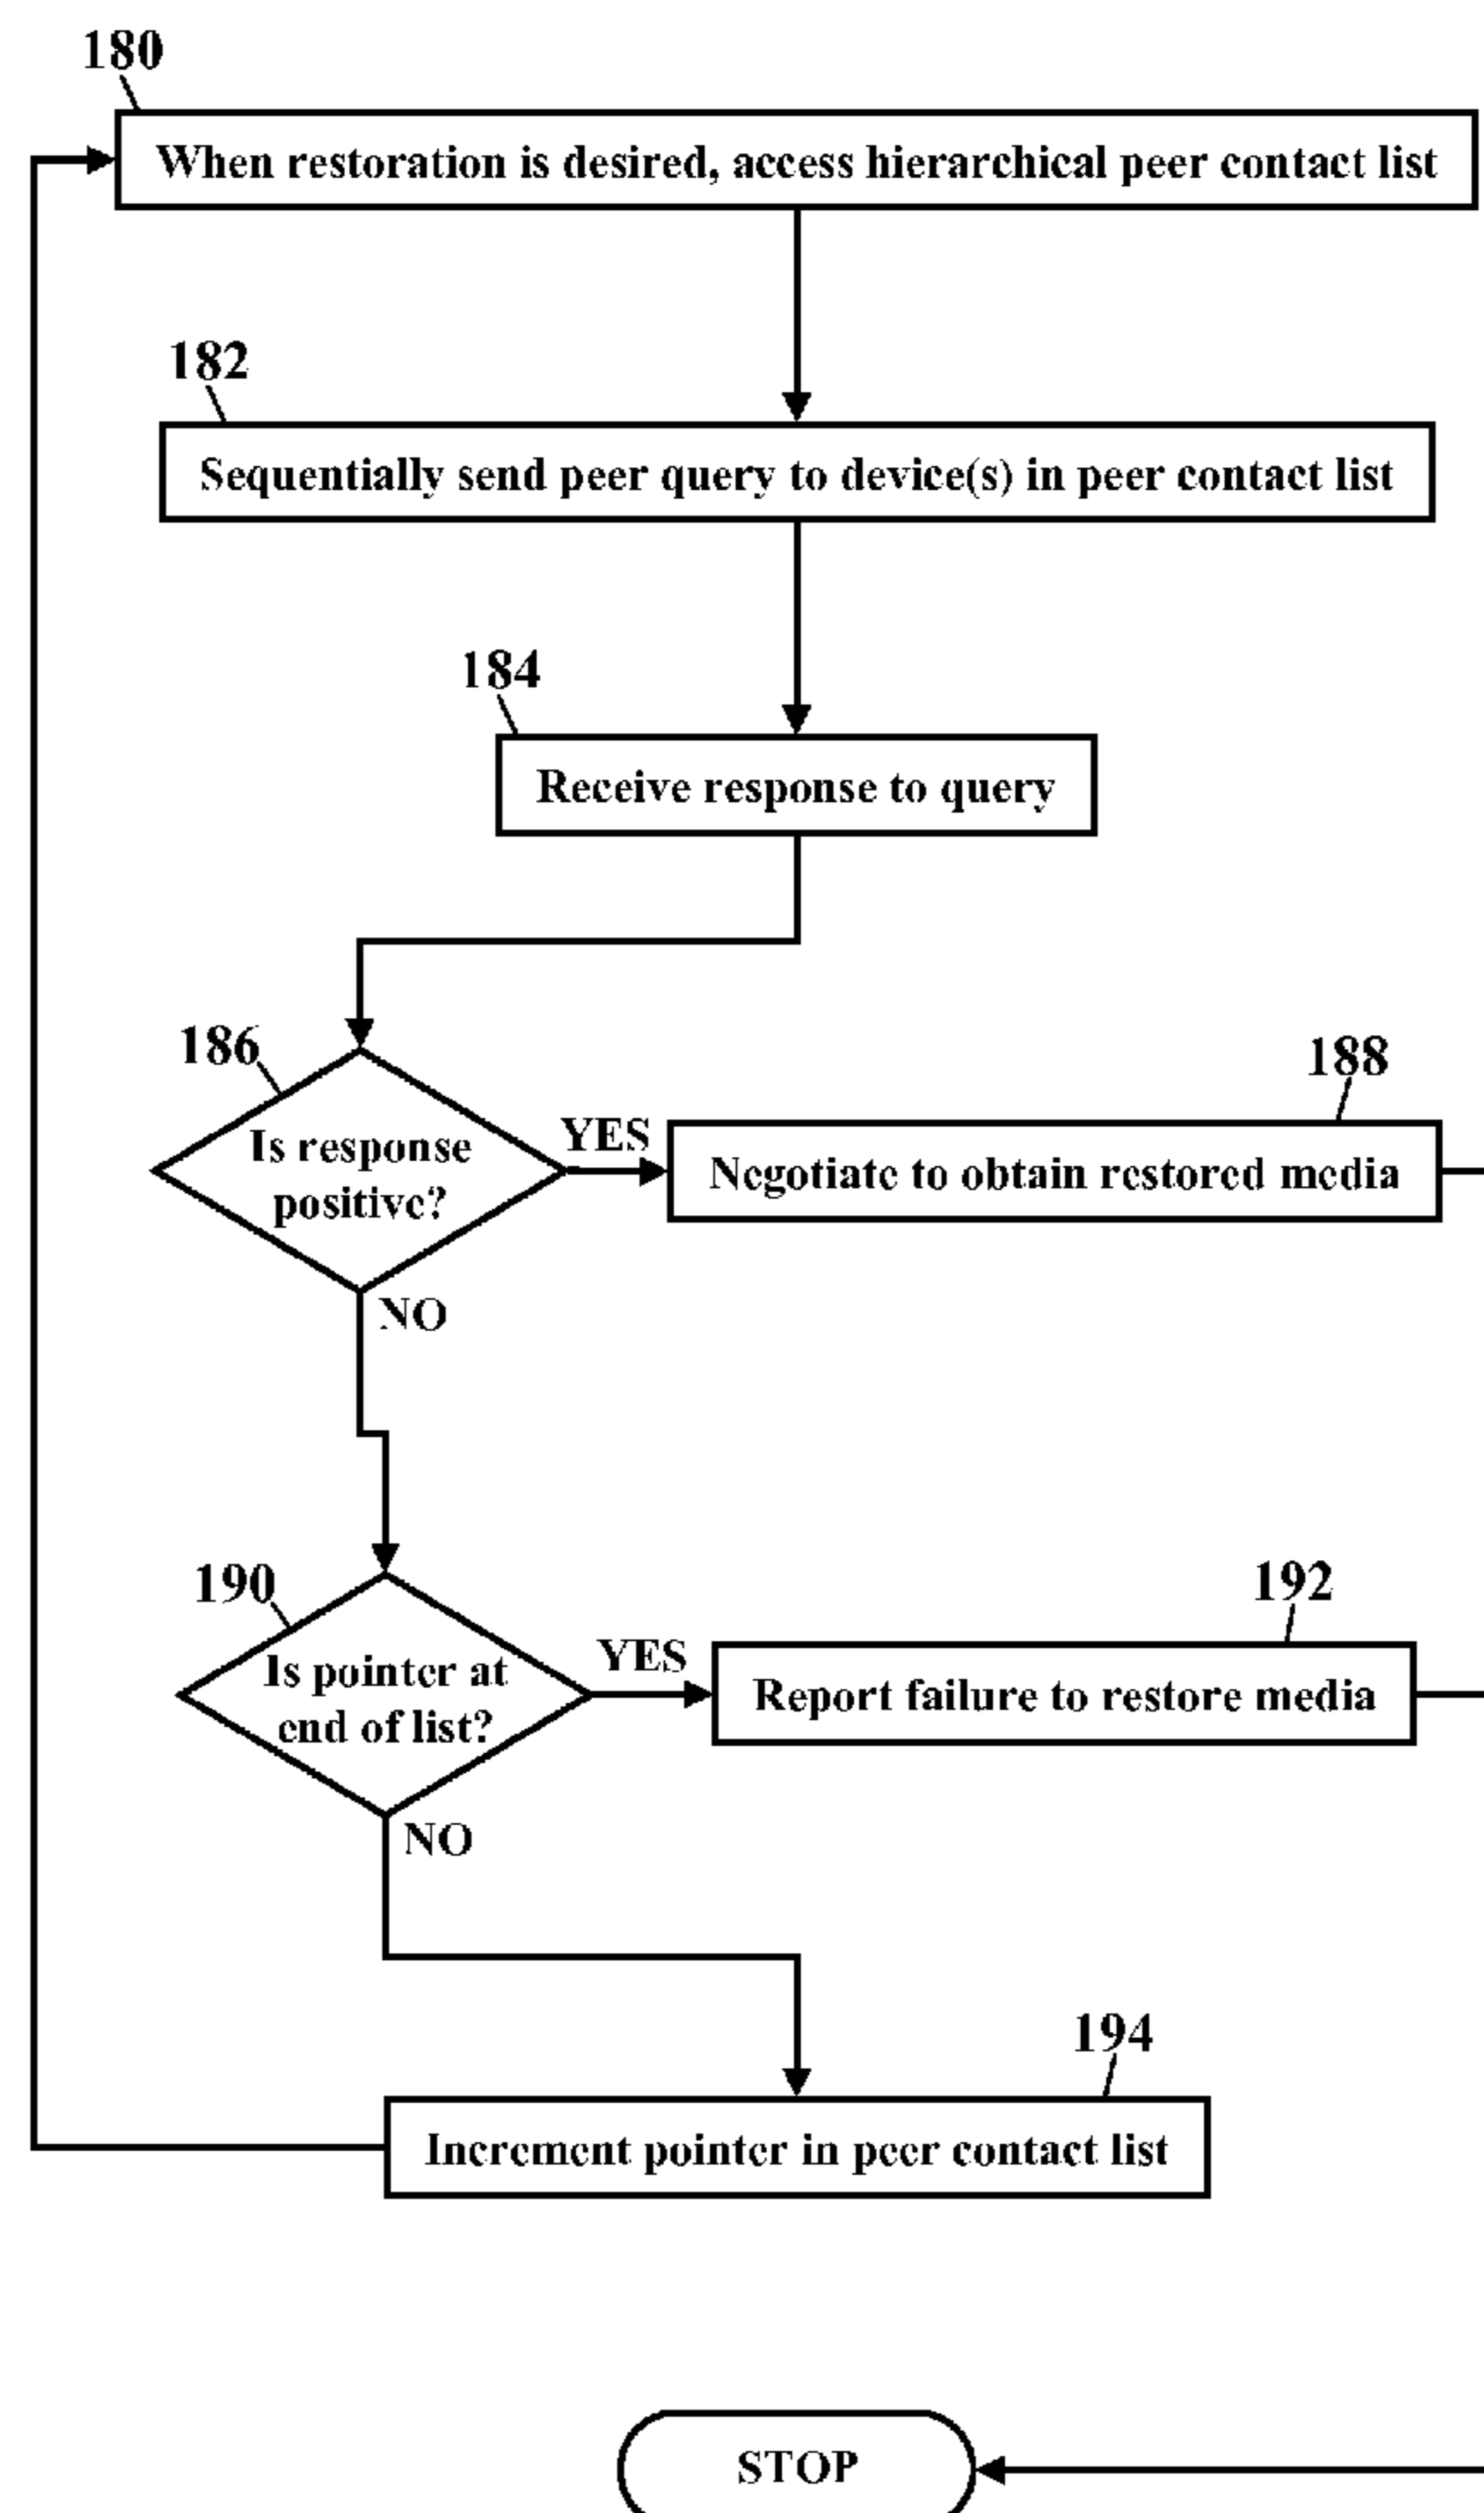 180
When restoration is desired, access hierarchical peer contact list
182
Sequentially send peer query to device(s) in peer contact list
184
Receive response to query
186
Is response
positive?
YES
188
Negotiate to obtain restored media
NO
190
Is pointer at
end of list?
YES
192
Report failure to restore media
NO
194
Increment pointer in peer contact list
STOP